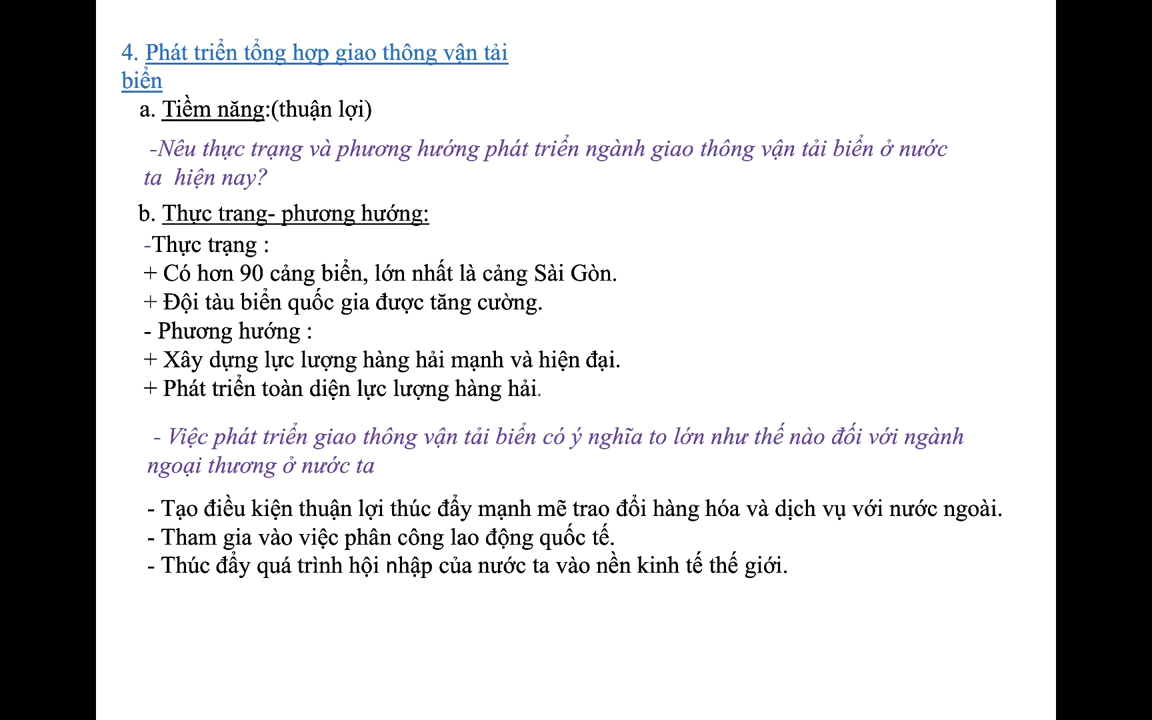 4. Phát triển tổng hợp giao thông vận tải
biển
a. Tiềm năng:(thuận lợi)
-Nêu thực trạng và phương hướng phát triển ngành giao thông vận tải biển ở nước
ta hiện nay?
b. Thực trang- phương hướng:
-Thực trạng :
+ Có hơn 90 cảng biển, lớn nhất là cảng Sài Gòn.
+ Đội tàu biển quốc gia được tăng cường.
- Phương hướng :
+ Xây dựng lực lượng hàng hải mạnh và hiện đại.
+ Phát triển toàn diện lực lượng hàng hải.
- Việc phát triển giao thông vận tải biển có ý nghĩa to lớn như thế nào đối với ngành
ngoại thương ở nước ta
- Tạo điều kiện thuận lợi thúc đẩy mạnh mẽ trao đổi hàng hóa và dịch vụ với nước ngoài.
- Tham gia vào việc phân công lao động quốc tế.
- Thúc đẩy quá trình hội nhập của nước ta vào nền kinh tế thế giới.